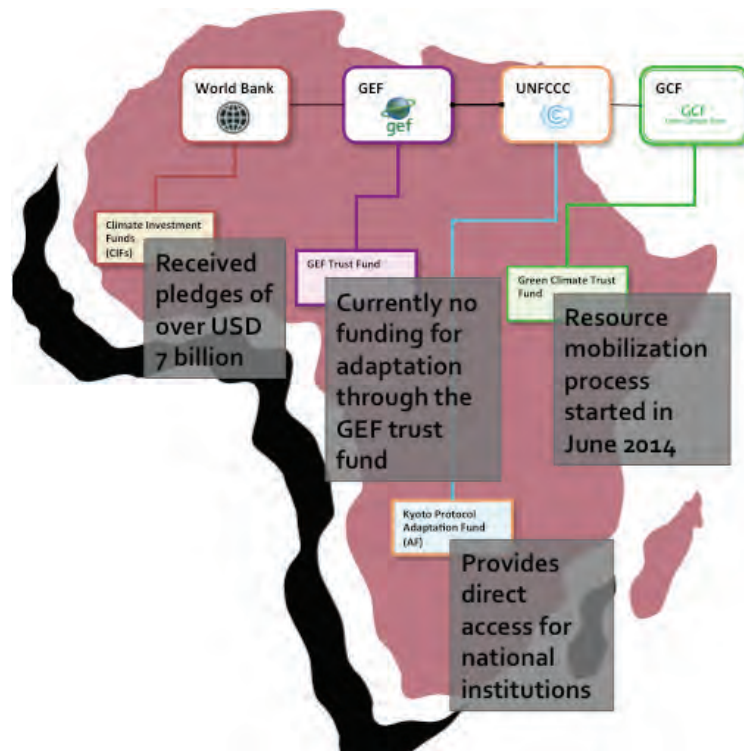 World Bank
GEF
gef
UNFCCC
GCF
GCF
Climate Investment
Funds
(CIFs)
Received
pledges of
over USD
7 billion
GEF Trust Fund
Currently no
funding for
adaptation
through the
GEF trust
fund
Green Climate Trust
Fund
Resource
mobilization
process
started in
June 2014
Kyoto Protocol
Adaptation Fund
(AF)
Provides
direct
access for
national
institutions